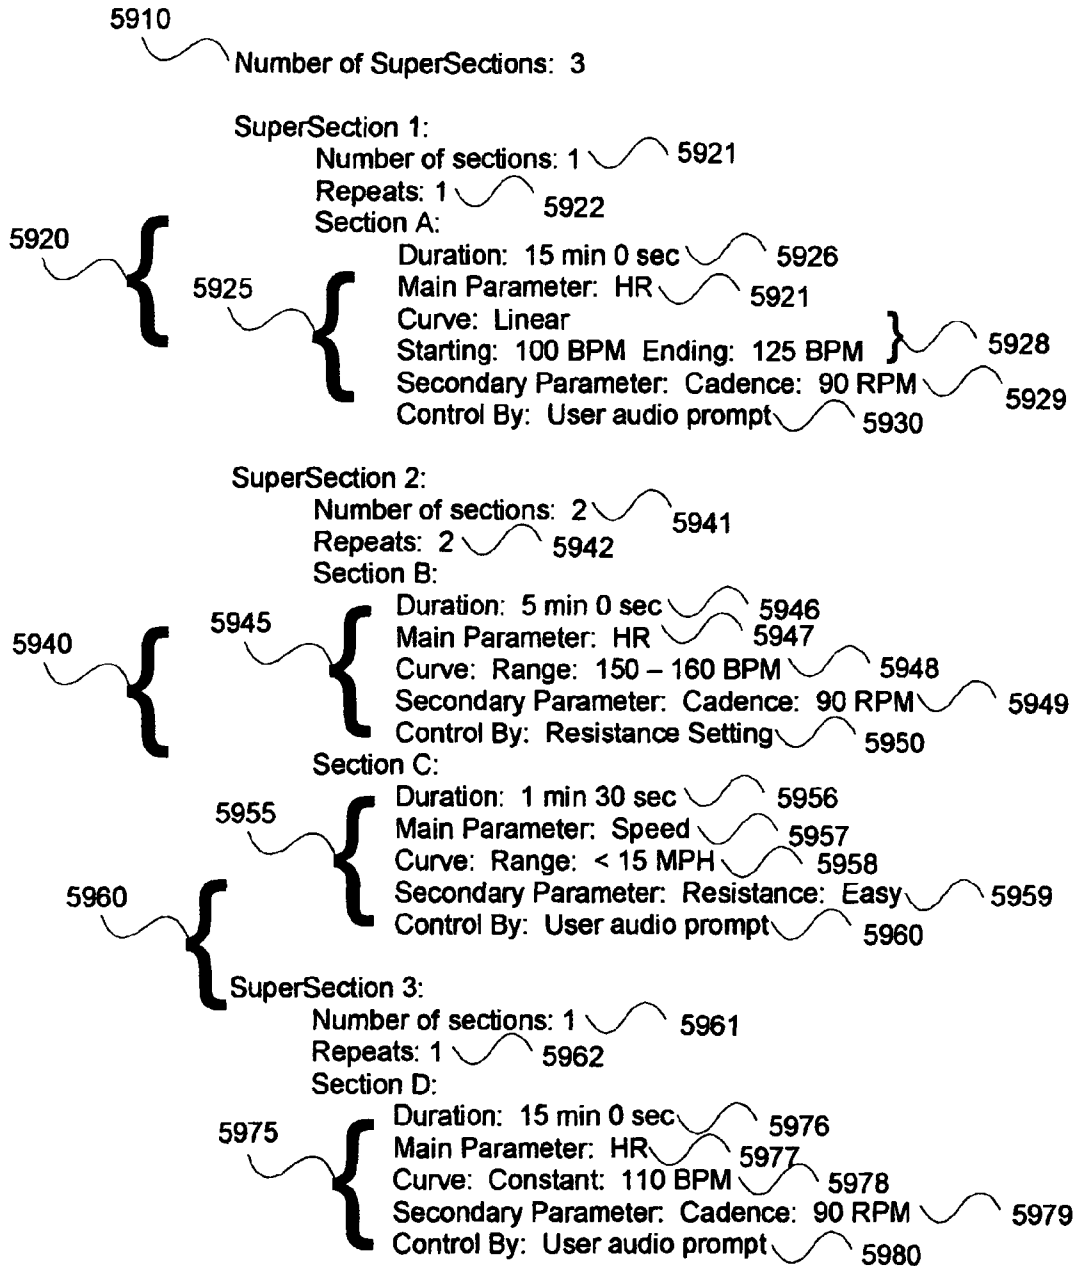 5910
Number of SuperSections: 3
SuperSection 1:
Number of sections: 1 5921
Repeats: 1 5922
Section A:
5920
Duration: 15 min 0 sec 5926
5925 Main Parameter: HR 5921
Curve: Linear
Starting: 100 BPM Ending: 125 BPM 5928
Secondary Parameter: Cadence: 90 RPM 5929
Control By: User audio prompt 5930
SuperSection 2:
Number of sections: 2 5941
Repeats: 2 5942
Section B:
Duration: 5 min 0 sec 5946
5940 5945 Main Parameter: HR 5947
Curve: Range: 150 – 160 BPM 5948
Secondary Parameter: Cadence: 90 RPM 5949
Control By: Resistance Setting 5950
Section C:
Duration: 1 min 30 sec 5956
5955 Main Parameter: Speed 5957
Curve: Range: < 15 MPH 5958
5960 Secondary Parameter: Resistance: Easy 5959
Control By: User audio prompt 5960
SuperSection 3:
Number of sections: 1 5961
Repeats: 1 5962
Section D:
Duration: 15 min 0 sec 5976
5975 Main Parameter: HR 5977
Curve: Constant: 110 BPM 5978
Secondary Parameter: Cadence: 90 RPM 5979
Control By: User audio prompt 5980